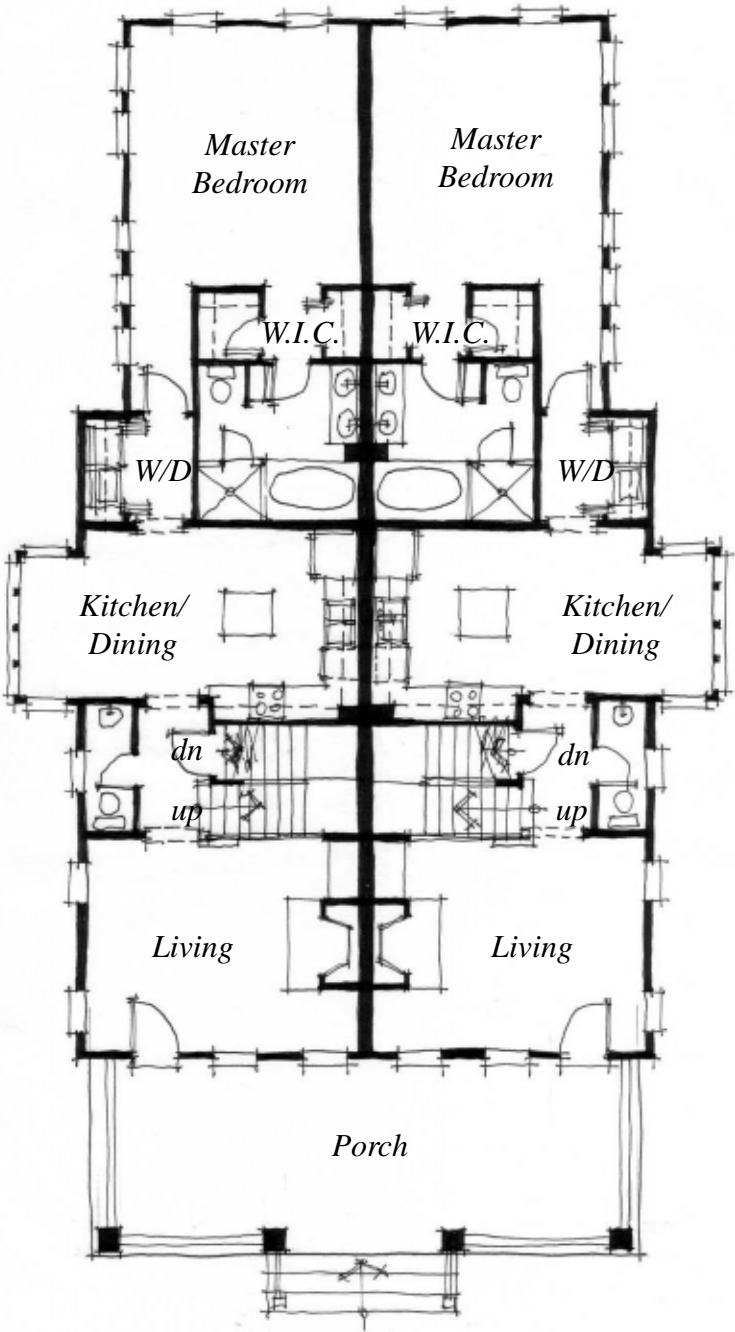 Master
Bedroom
Master
Bedroom
W.I.C.
W.I.C.
W/D
W/D
Kitchen/
Dining
Kitchen/
Dining
dn
dn
up
up
Living
Living
Porch